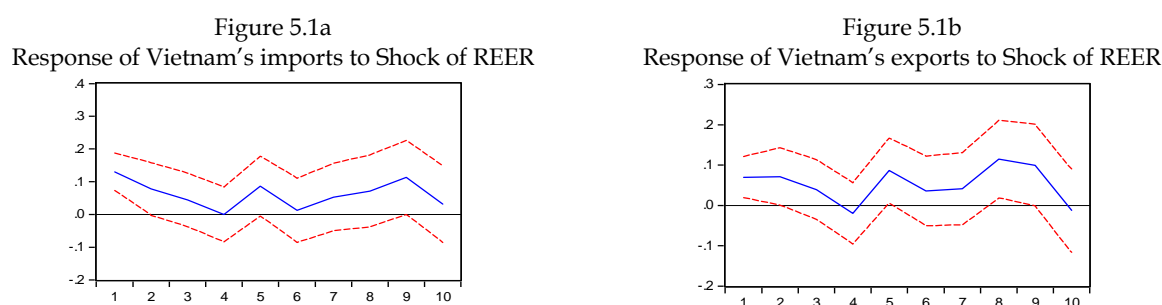 Figure 5.1a
Response of Vietnam's imports to Shock of REER
.4
.3
.2
.1
.0
-.1
-.2
1 2 3 4 5 6 7 8 9 10
Figure 5.1b
Response of Vietnam's exports to Shock of REER
.3
.2
.1
.0
-.1
-.2
1 2 3 4 5 6 7 8 9 10